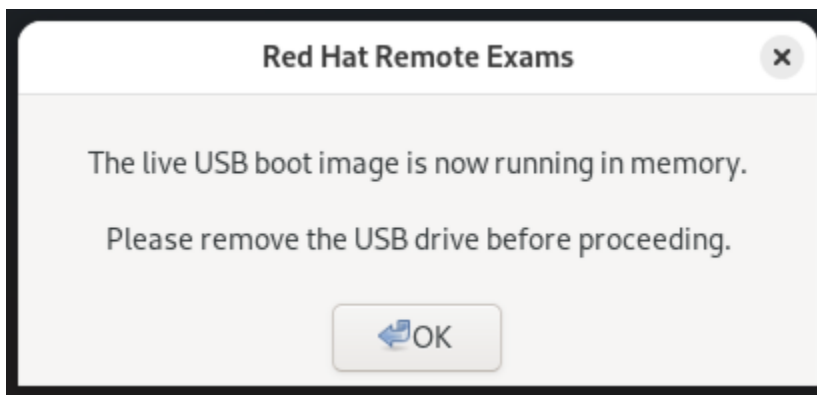 Red Hat Remote Exams
The live USB boot image is now running in memory.
Please remove the USB drive before proceeding.
OK